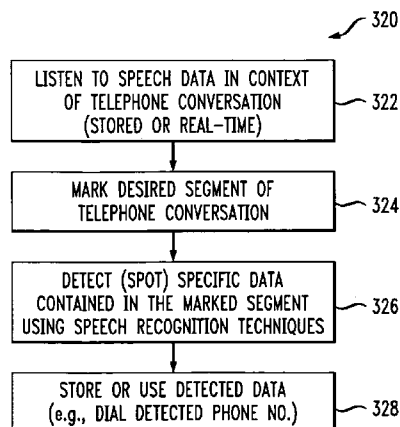 320
LISTEN TO SPEECH DATA IN CONTEXT
OF TELEPHONE CONVERSATION
(STORED OR REAL-TIME)
322
MARK DESIRED SEGMENT OF
TELEPHONE CONVERSATION
324
DETECT (SPOT) SPECIFIC DATA
CONTAINED IN THE MARKED SEGMENT
USING SPEECH RECOGNITION TECHNIQUES
326
STORE OR USE DETECTED DATA
(e.g., DIAL DETECTED PHONE NO.)
328